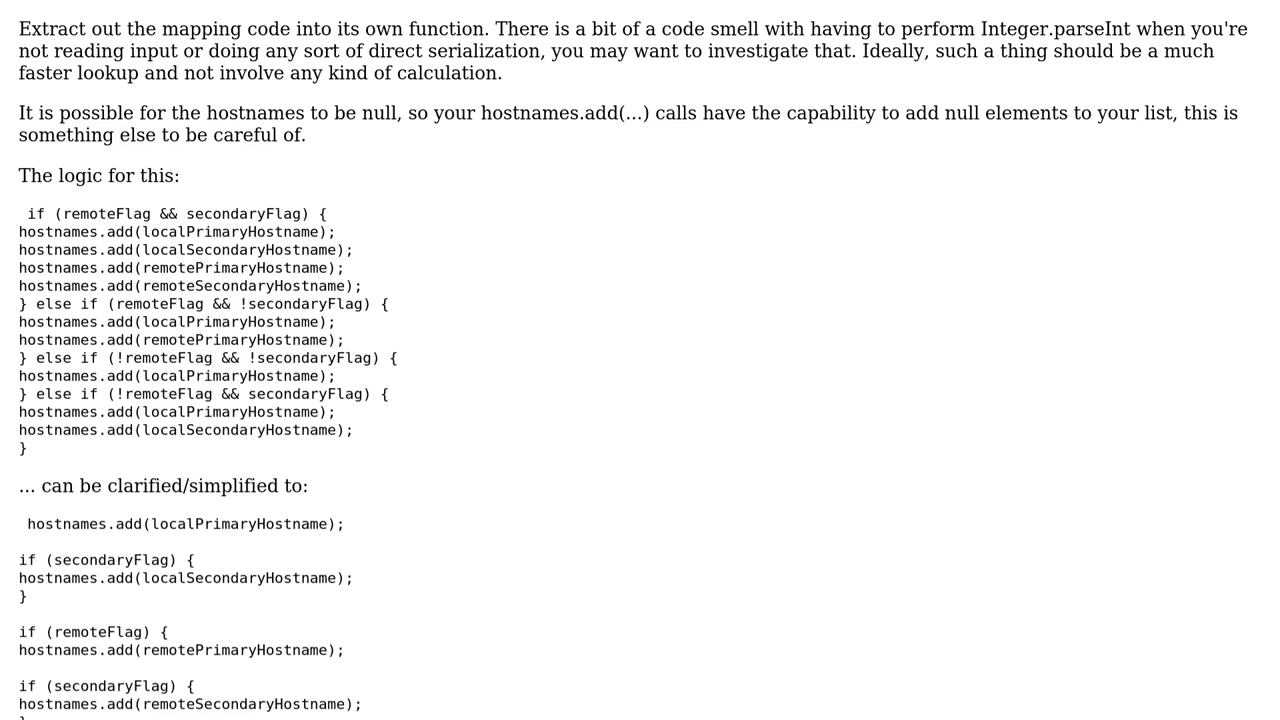 Extract out the mapping code into its own function. There is a bit of a code smell with having to perform Integer.parseInt when you're
not reading input or doing any sort of direct serialization, you may want to investigate that. Ideally, such a thing should be a much
faster lookup and not involve any kind of calculation.
It is possible for the hostnames to be null, so your hostnames.add(...) calls have the capability to add null elements to your list, this is
something else to be careful of.
The logic for this:
if (remoteFlag && secondaryFlag) {
hostnames.add(localPrimaryHostname);
hostnames.add(localSecondaryHostname);
hostnames.add(remotePrimaryHostname);
hostnames.add(remoteSecondaryHostname);
} else if (remoteFlag && !secondaryFlag) {
hostnames.add(localPrimaryHostname);
hostnames.add(remotePrimaryHostname);
} else if (!remoteFlag && !secondaryFlag) {
hostnames.add(localPrimaryHostname);
} else if (!remoteFlag && secondaryFlag) {
hostnames.add(localPrimaryHostname);
hostnames.add(localSecondaryHostname);
}
... can be clarified/simplified to:
hostnames.add(localPrimaryHostname);
if (secondaryFlag) {
hostnames.add(localSecondaryHostname);
}
if (remoteFlag) {
hostnames.add(remotePrimaryHostname);
if (secondaryFlag) {
hostnames.add(remoteSecondaryHostname);
}